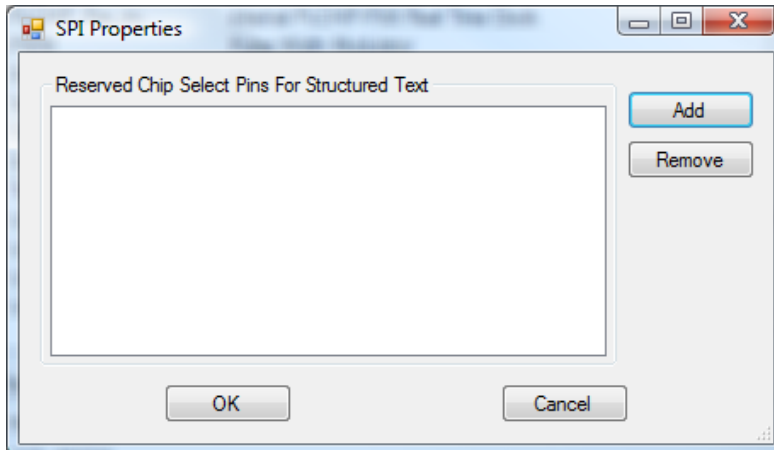 SPI Properties
Reserved Chip Select Pins For Structured Text
Add
Remove
OK
Cancel